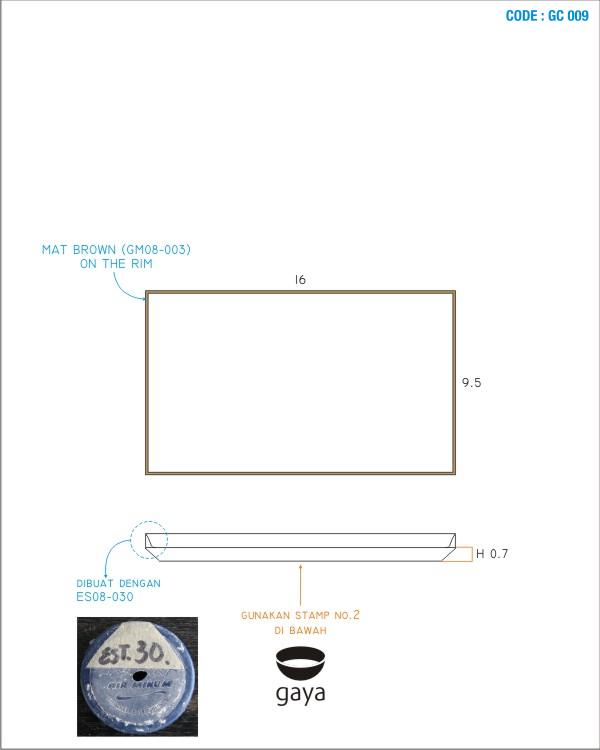 CODE : GC 009
MAT BROWN (GM08-003)
ON THE RIM
16
9.5
H 0.7
DIBUAT DENGAN
ES08-030
GUNAKAN STAMP NO.2
DI BAWAH
EST. 30.
AIR MINUM
gaya